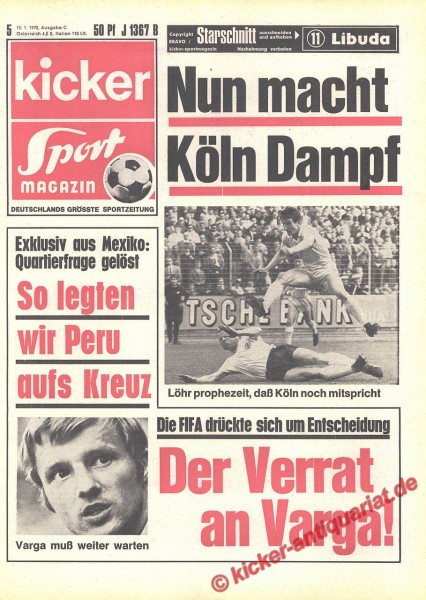 5 15. 1. 1970, Ausgabe C
Österreich 4,5 S, Italien 110 Lit.
50 Pf J 1367 B
Copyright
BRAVO /
kicker-sportmagazin
Starschnitt
ausschneiden
und aufheben
Nachahmung verboten
11 Libuda
kicker
Sport
MAGAZIN
DEUTSCHLANDS GRÖSSTE SPORTZEITUNG
Nun macht
Köln Dampf
TSCHE BANK
Löhr prophezeit, daß Köln noch mitspricht
Exklusiv aus Mexiko:
Quartierfrage gelöst
So legten
wir Peru
aufs Kreuz
Varga muß weiter warten
Die FIFA drückte sich um Entscheidung
Der Verrat
an Varga!
© kicker-antiquariat.de